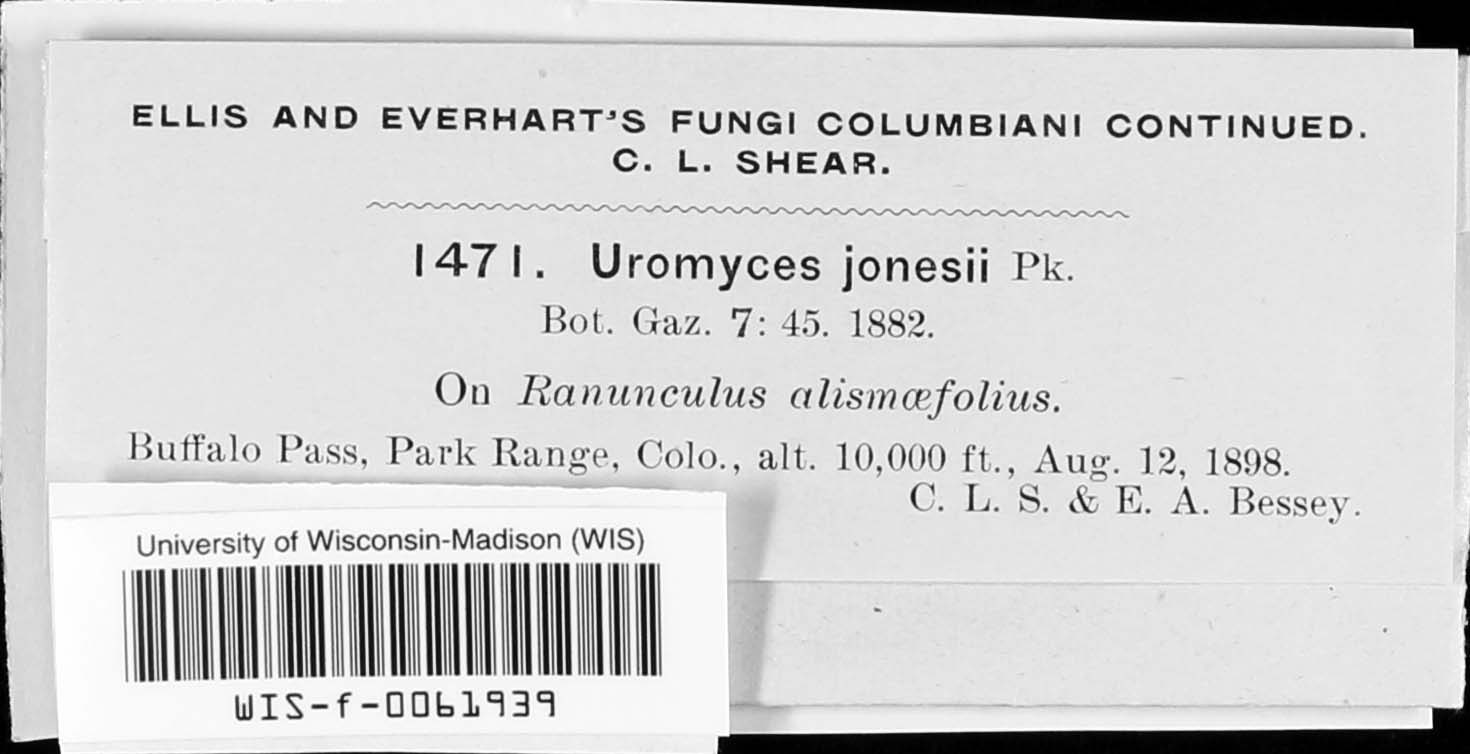 ELLIS AND EVERHART'S FUNGI COLUMBIANI CONTINUED.
C. L. SHEAR.
1471. Uromyces jonesii Pk.
Bot. Gaz. 7: 45. 1882.
On Ranunculus alismæfolius.
Buffalo Pass, Park Range, Colo., alt. 10,000 ft., Aug. 12, 1898.
C. L. S. & E. A. Bessey.
University of Wisconsin-Madison (WIS)
WIS-f-0061939